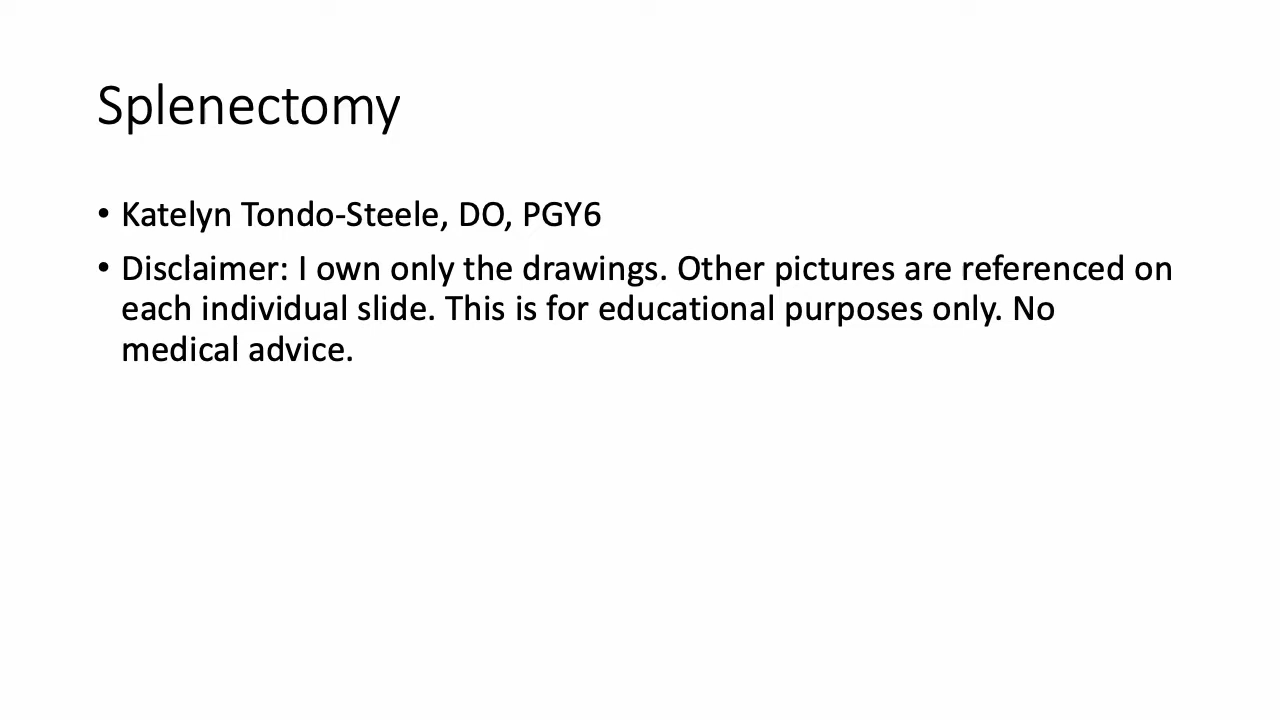 Splenectomy
• Katelyn Tondo-Steele, DO, PGY6
• Disclaimer: I own only the drawings. Other pictures are referenced on
each individual slide. This is for educational purposes only. No
medical advice.